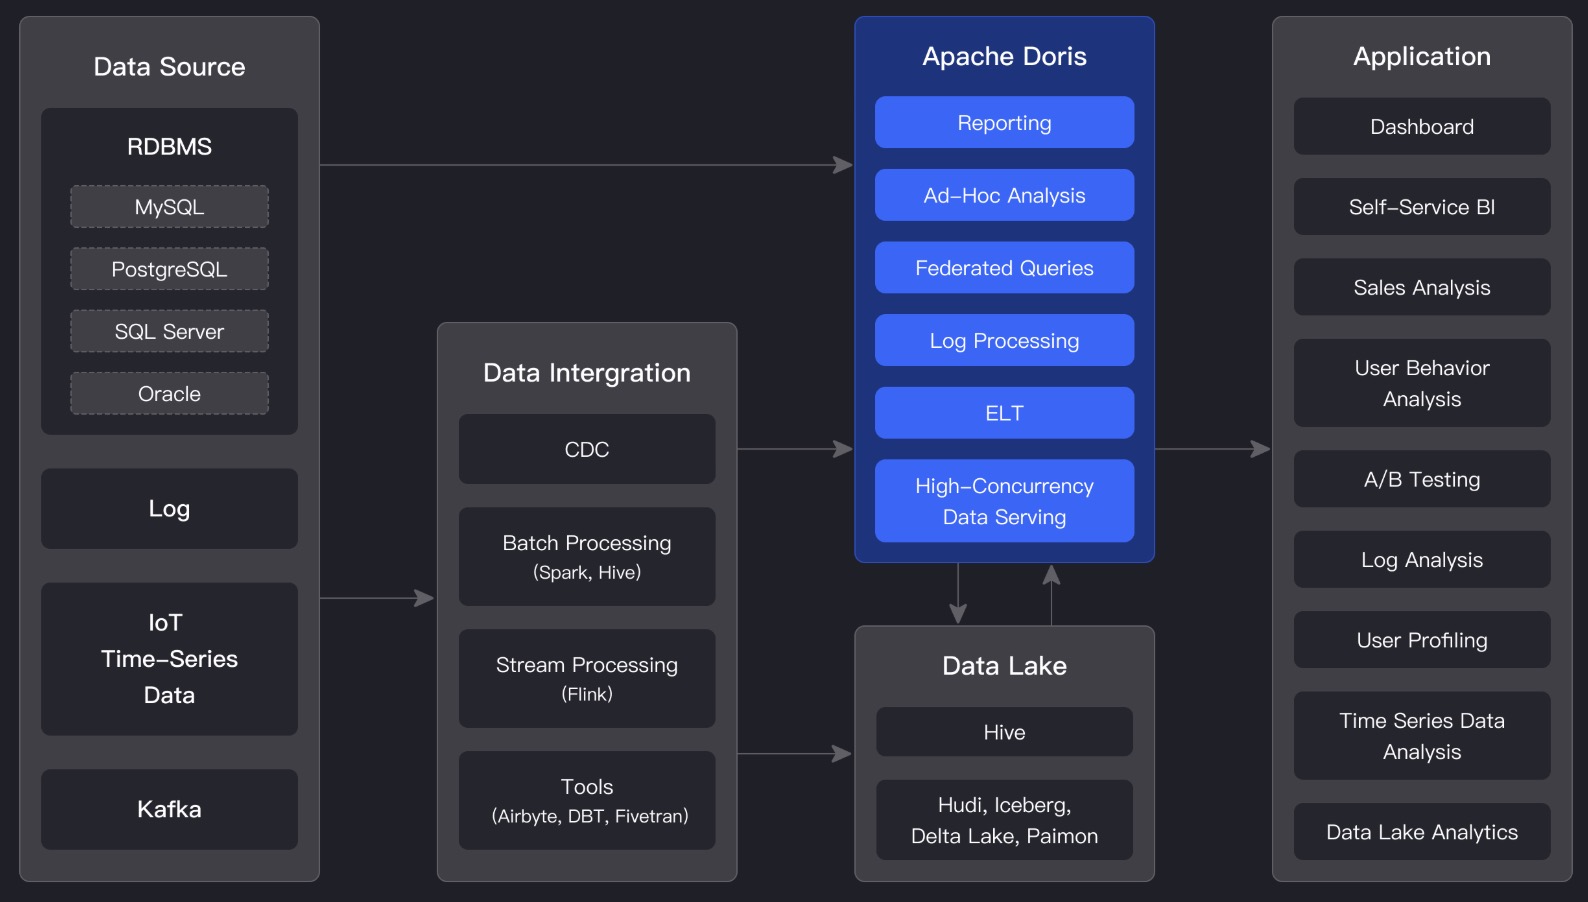 Data Source
RDBMS
MySQL
PostgreSQL
SQL Server
Oracle
Log
IoT
Time-Series
Data
Kafka
Data Intergration
CDC
Batch Processing
(Spark, Hive)
Stream Processing
(Flink)
Tools
(Airbyte, DBT, Fivetran)
Apache Doris
Reporting
Ad-Hoc Analysis
Federated Queries
Log Processing
ELT
High-Concurrency
Data Serving
Data Lake
Hive
Hudi, Iceberg,
Delta Lake, Paimon
Application
Dashboard
Self-Service BI
Sales Analysis
User Behavior
Analysis
A/B Testing
Log Analysis
User Profiling
Time Series Data
Analysis
Data Lake Analytics